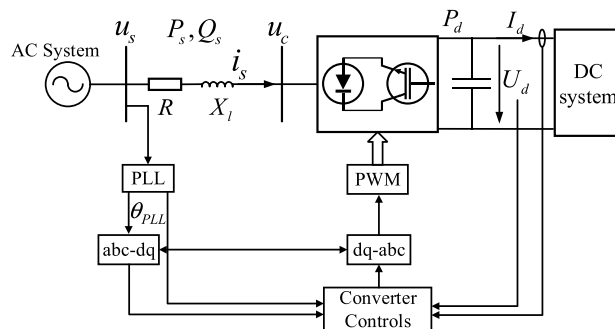 AC System
u_s
P_s, Q_s
i_s
u_c
R
X_l
P_d
I_d
U_d
DC
system
PLL
θ_PLL
PWM
abc-dq
dq-abc
Converter
Controls